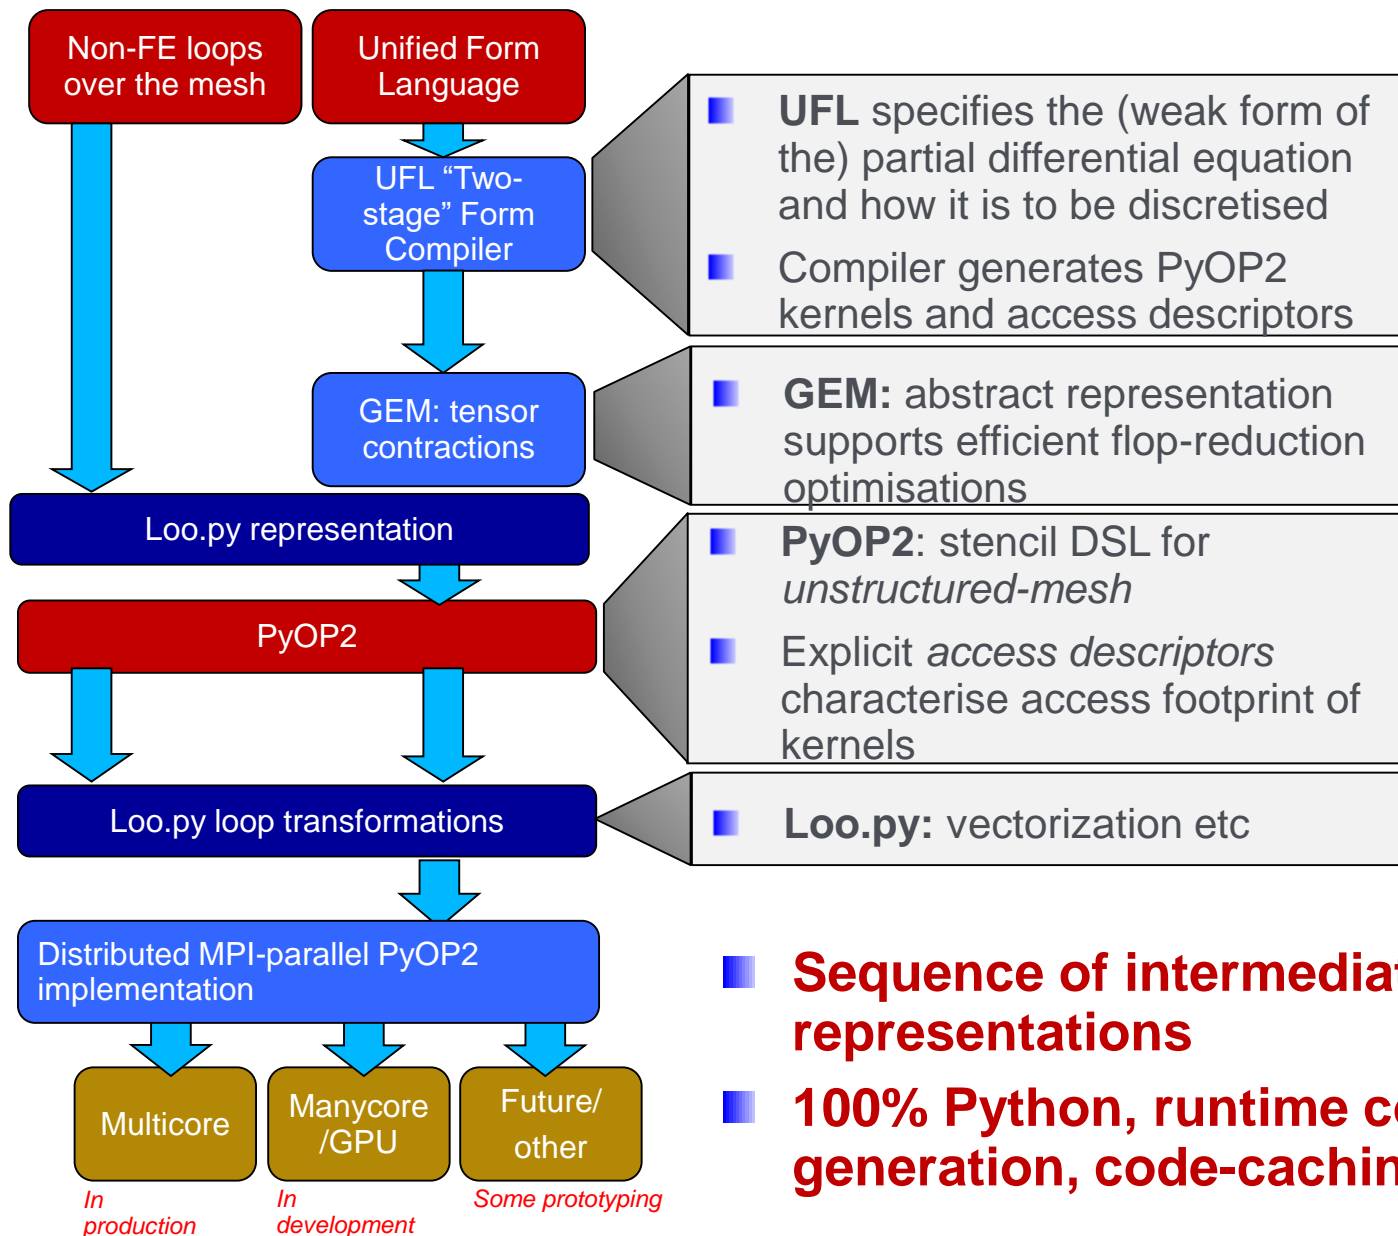 Non-FE loops
over the mesh
Unified Form
Language
UFL “Two-
stage” Form
Compiler
GEM: tensor
contractions
Loo.py representation
PyOP2
Loo.py loop transformations
Distributed MPI-parallel PyOP2
implementation
Multicore
Manycore
/GPU
Future/
other
In
production
In
development
Some prototyping
UFL specifies the (weak form of
the) partial differential equation
and how it is to be discretised
Compiler generates PyOP2
kernels and access descriptors
GEM: abstract representation
supports efficient flop-reduction
optimisations
PyOP2: stencil DSL for
unstructured-mesh
Explicit access descriptors
characterise access footprint of
kernels
Loo.py: vectorization etc
Sequence of
representations
100% Python, runtime
generation,